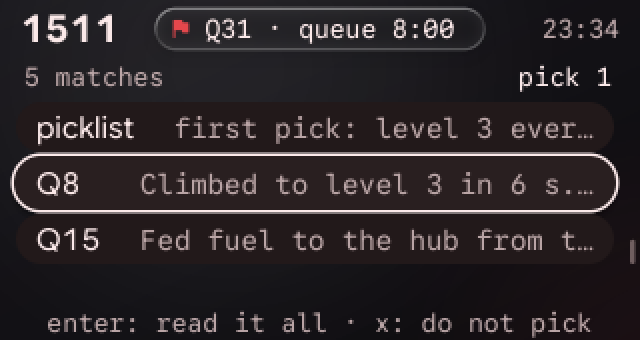 1511 Q31 · queue 8:00 23:34
5 matches pick 1
picklist first pick: level 3 ever…
Q8 Climbed to level 3 in 6 s.…
Q15 Fed fuel to the hub from t…
enter: read it all · x: do not pick